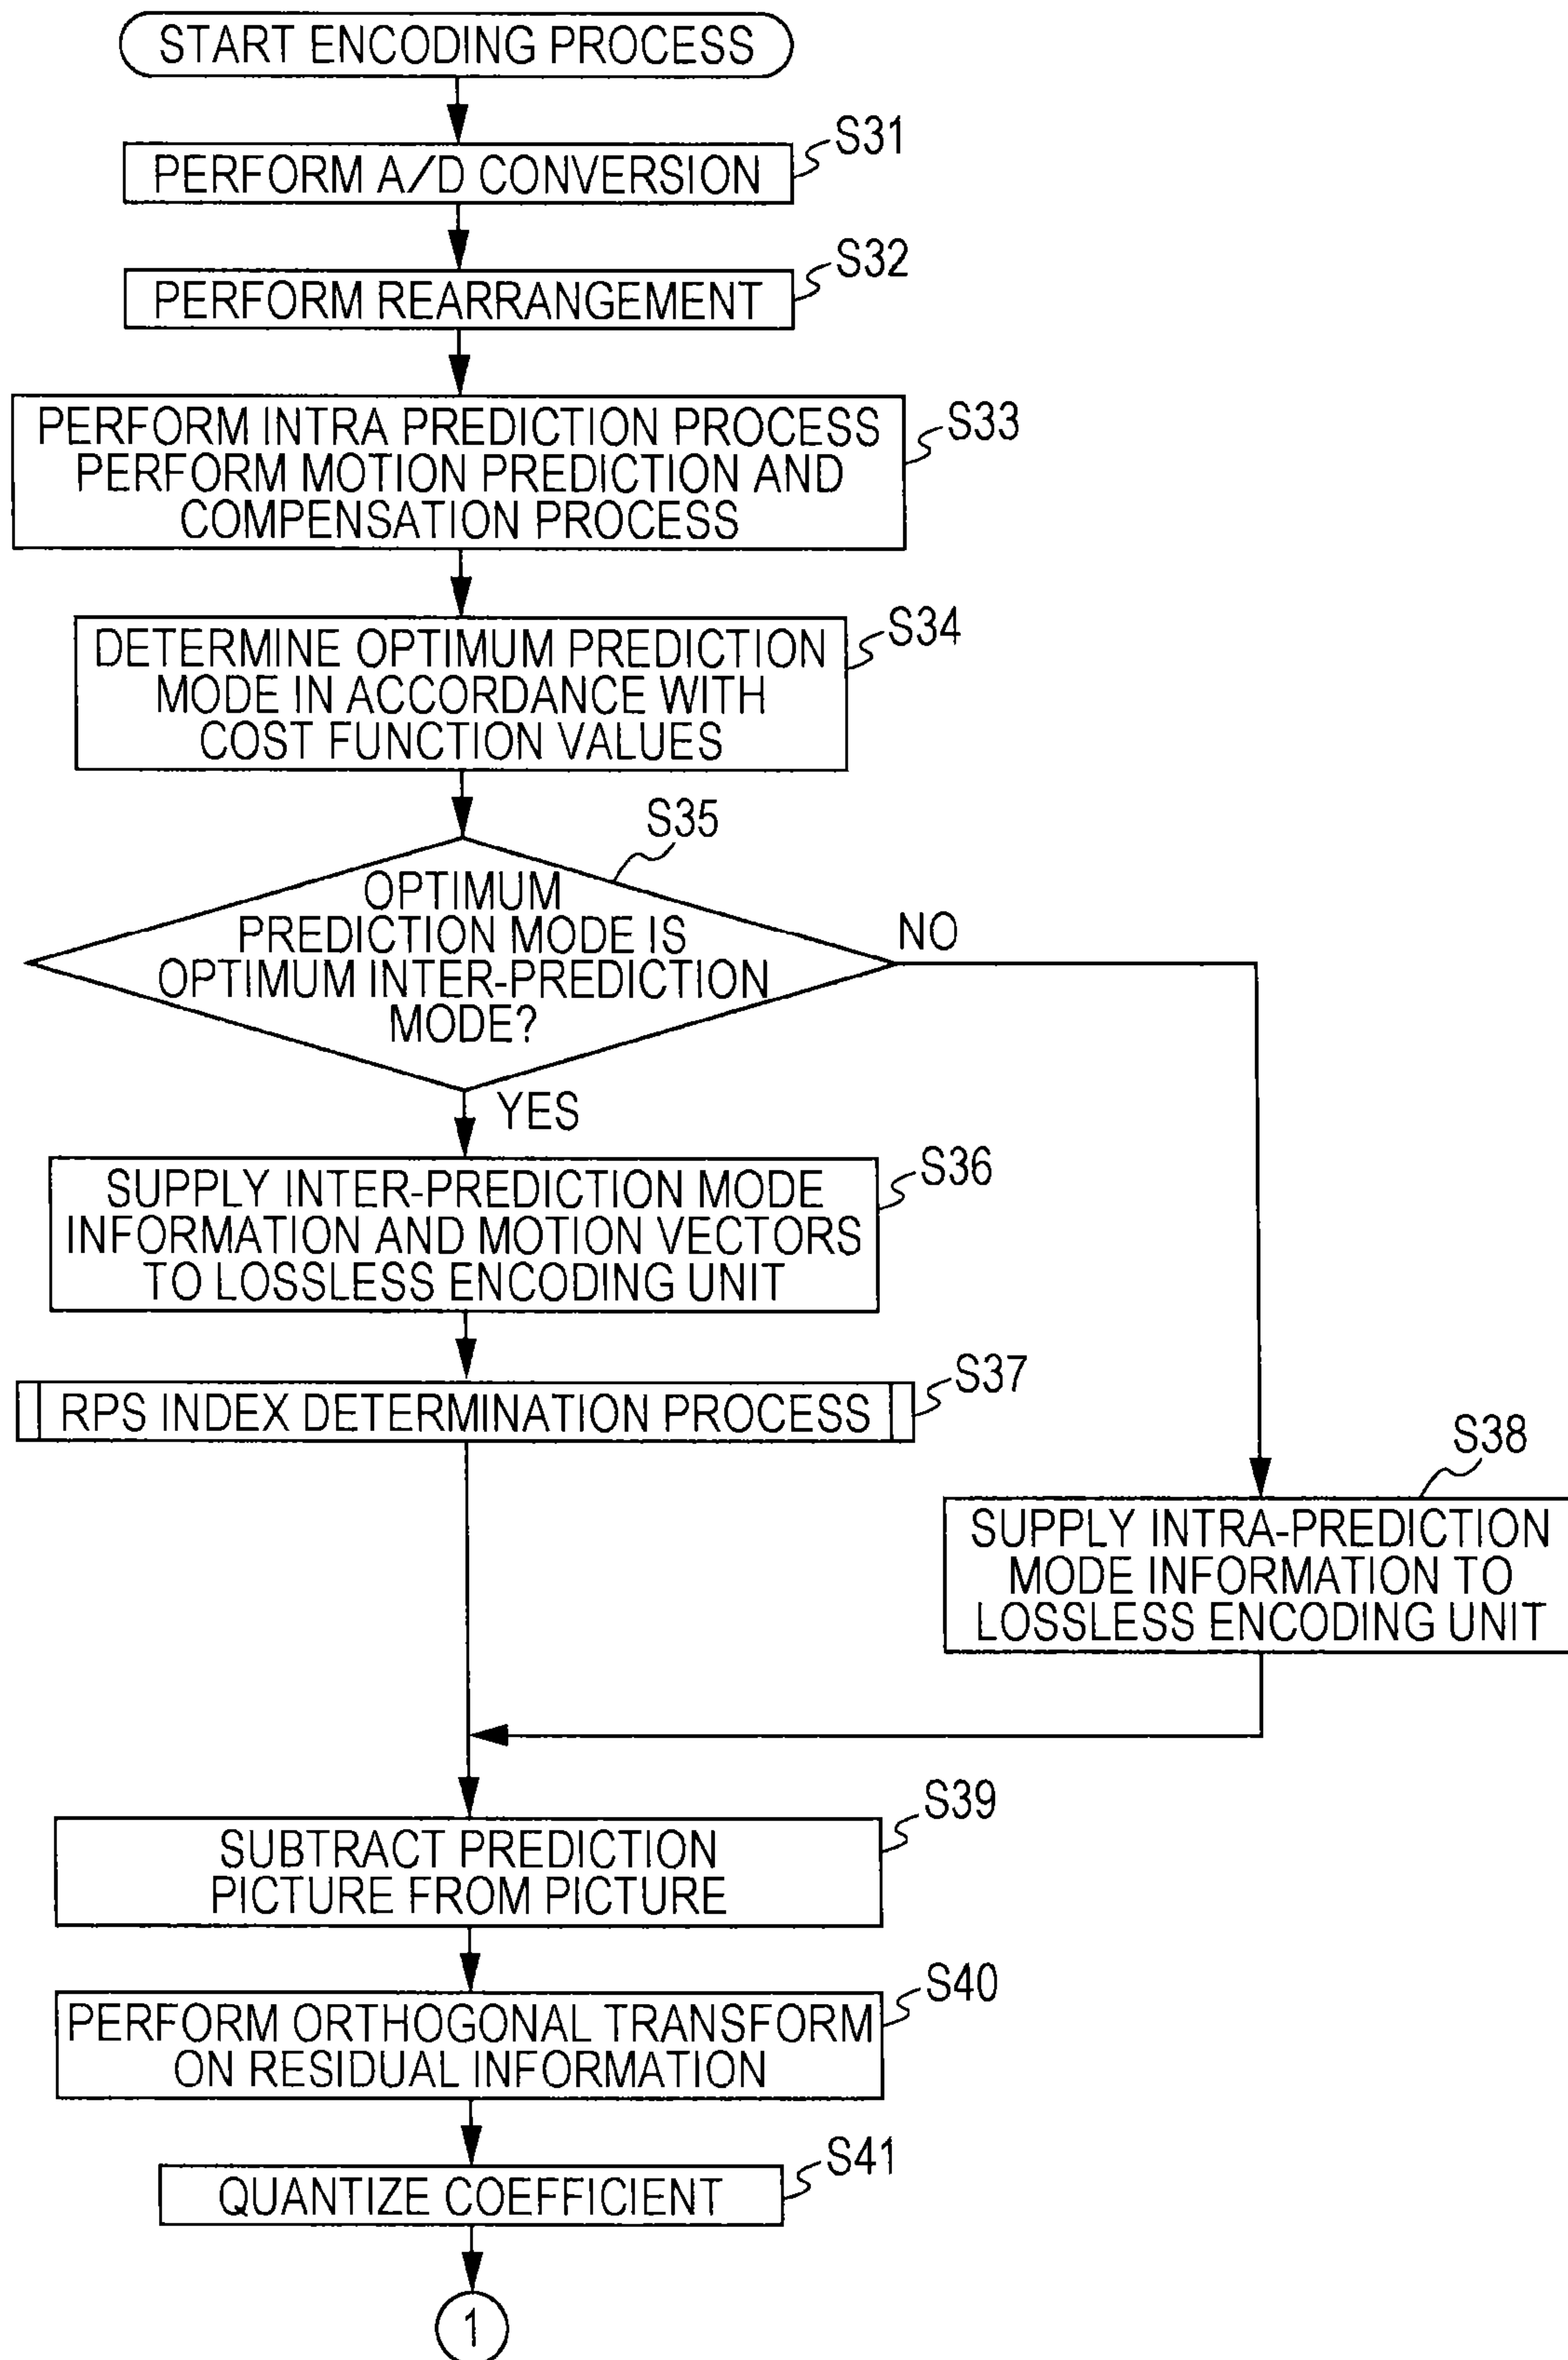 START ENCODING PROCESS
S31
PERFORM A/D CONVERSION
S32
PERFORM REARRANGEMENT
S33
PERFORM INTRA PREDICTION PROCESS
PERFORM MOTION PREDICTION AND
COMPENSATION PROCESS
S34
DETERMINE OPTIMUM PREDICTION
MODE IN ACCORDANCE WITH
COST FUNCTION VALUES
S35
OPTIMUM
PREDICTION MODE IS
OPTIMUM INTER-PREDICTION
MODE?
NO
YES
S36
SUPPLY INTER-PREDICTION MODE
INFORMATION AND MOTION VECTORS
TO LOSSLESS ENCODING UNIT
S37
RPS INDEX DETERMINATION PROCESS
S38
SUPPLY INTRA-PREDICTION
MODE INFORMATION TO
LOSSLESS ENCODING UNIT
S39
SUBTRACT PREDICTION
PICTURE FROM PICTURE
S40
PERFORM ORTHOGONAL TRANSFORM
ON RESIDUAL INFORMATION
S41
QUANTIZE COEFFICIENT
1